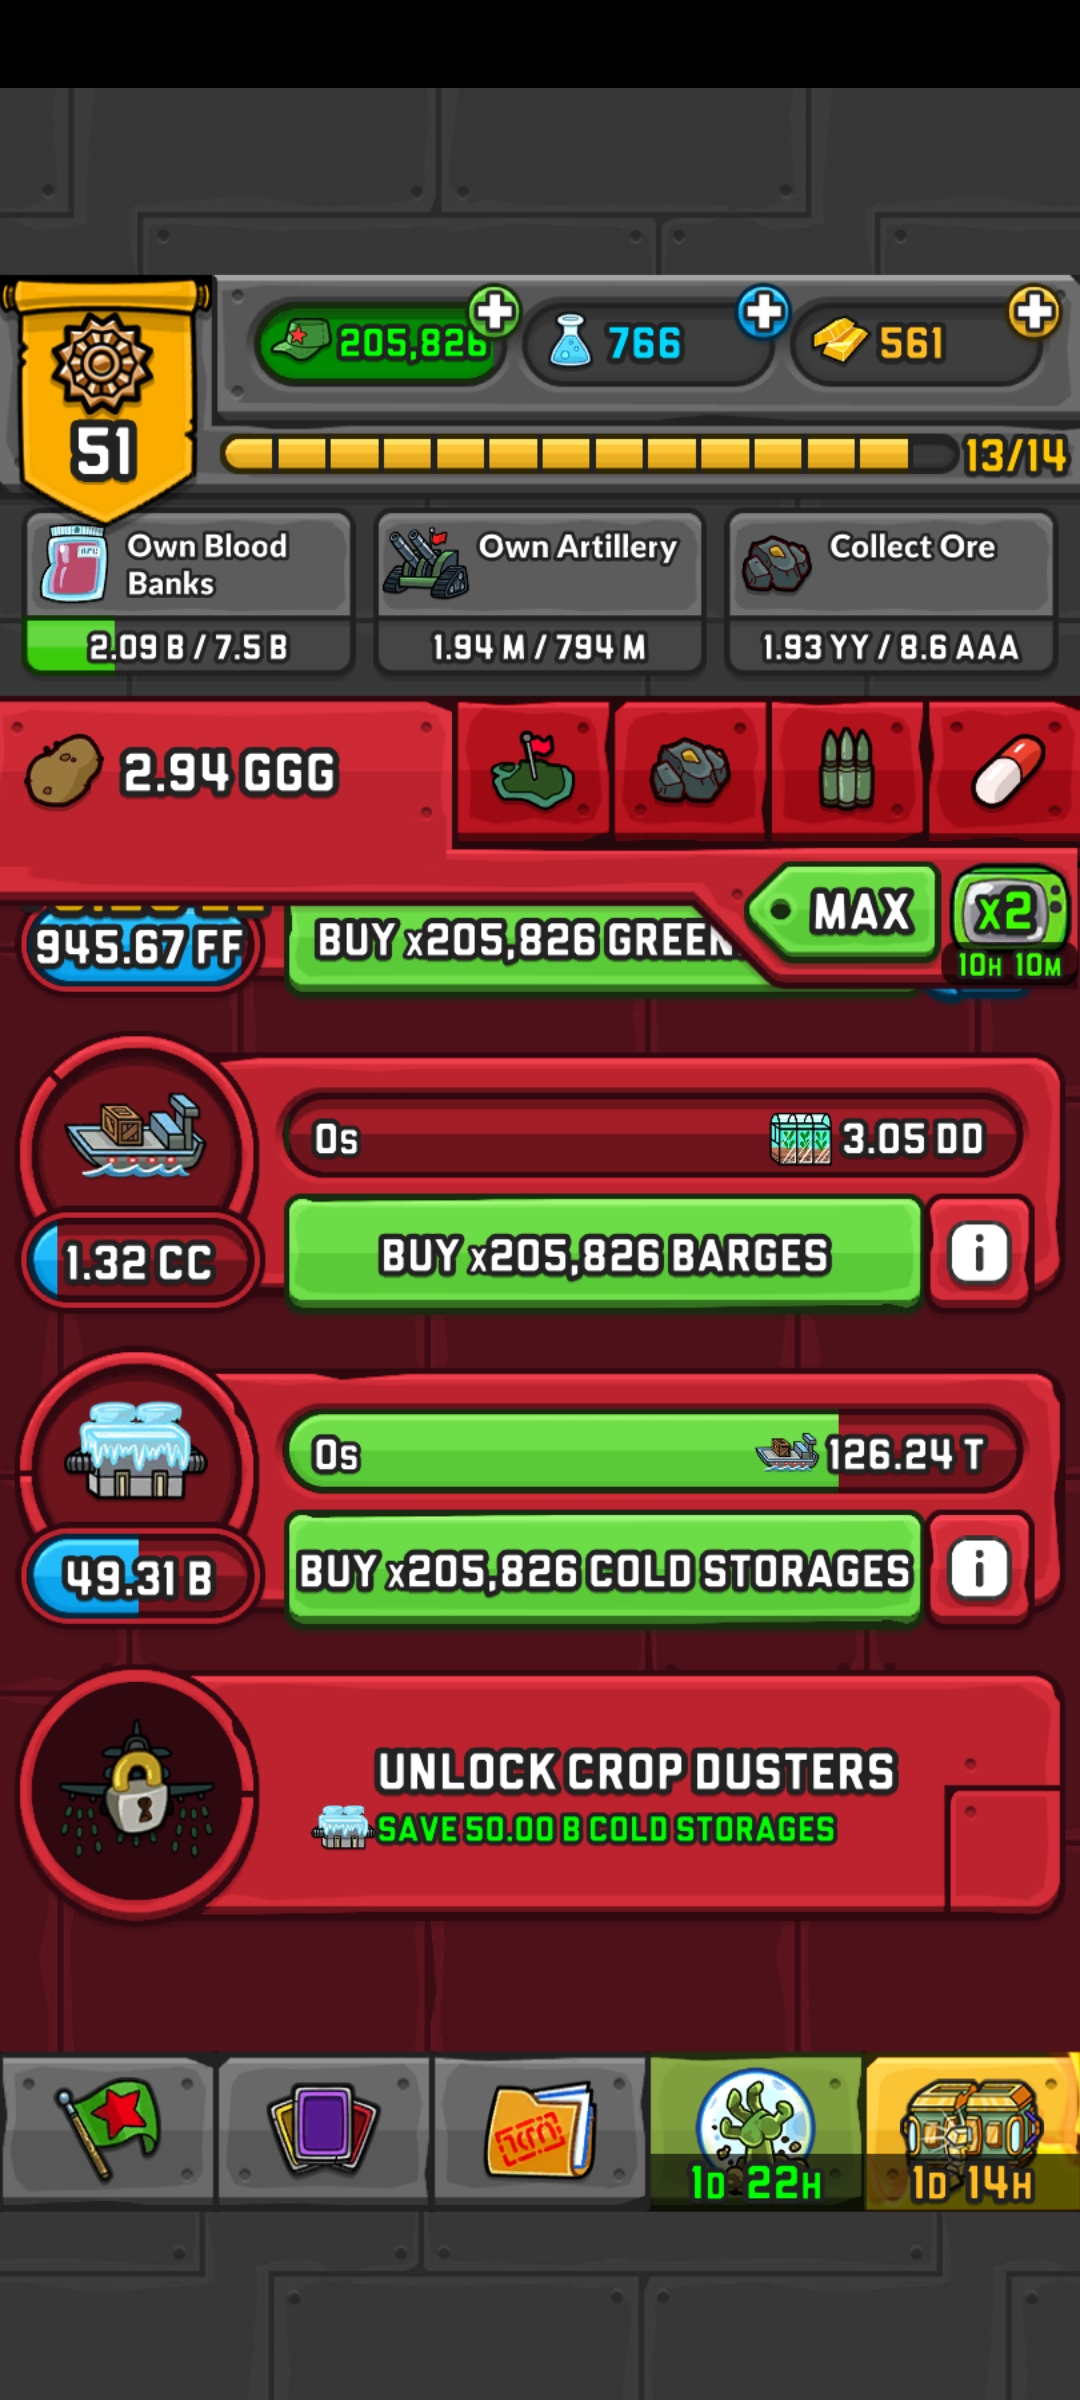 205,826
766
561
51
13/14
Own Blood
Banks
2.09 B / 7.5 B
Own Artillery
1.94 M / 794 M
Collect Ore
1.93 YY / 8.6 AAA
2.94 GGG
MAX
x2
10H 10M
945.67 FF
BUY x205,826 GREEN
0s
3.05 DD
1.32 CC
BUY x205,826 BARGES
i
0s
126.24 T
49.31 B
BUY x205,826 COLD STORAGES
i
UNLOCK CROP DUSTERS
SAVE 50.00 B COLD STORAGES
1D 22H
1D 14H